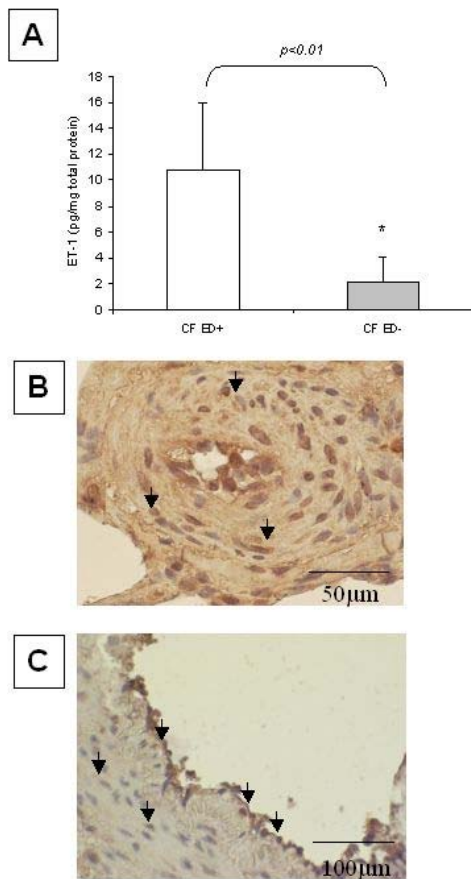 A
p<0.01
ET-1 (pg/mg total protein)
18
16
14
12
10
8
6
4
2
0
*
CF ED+
CF ED-
B
50µm
C
100µm